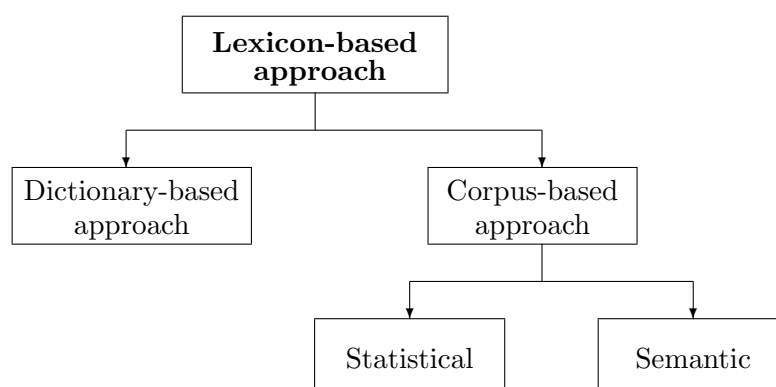 Lexicon-based
approach
Dictionary-based
approach
Corpus-based
approach
Statistical
Semantic